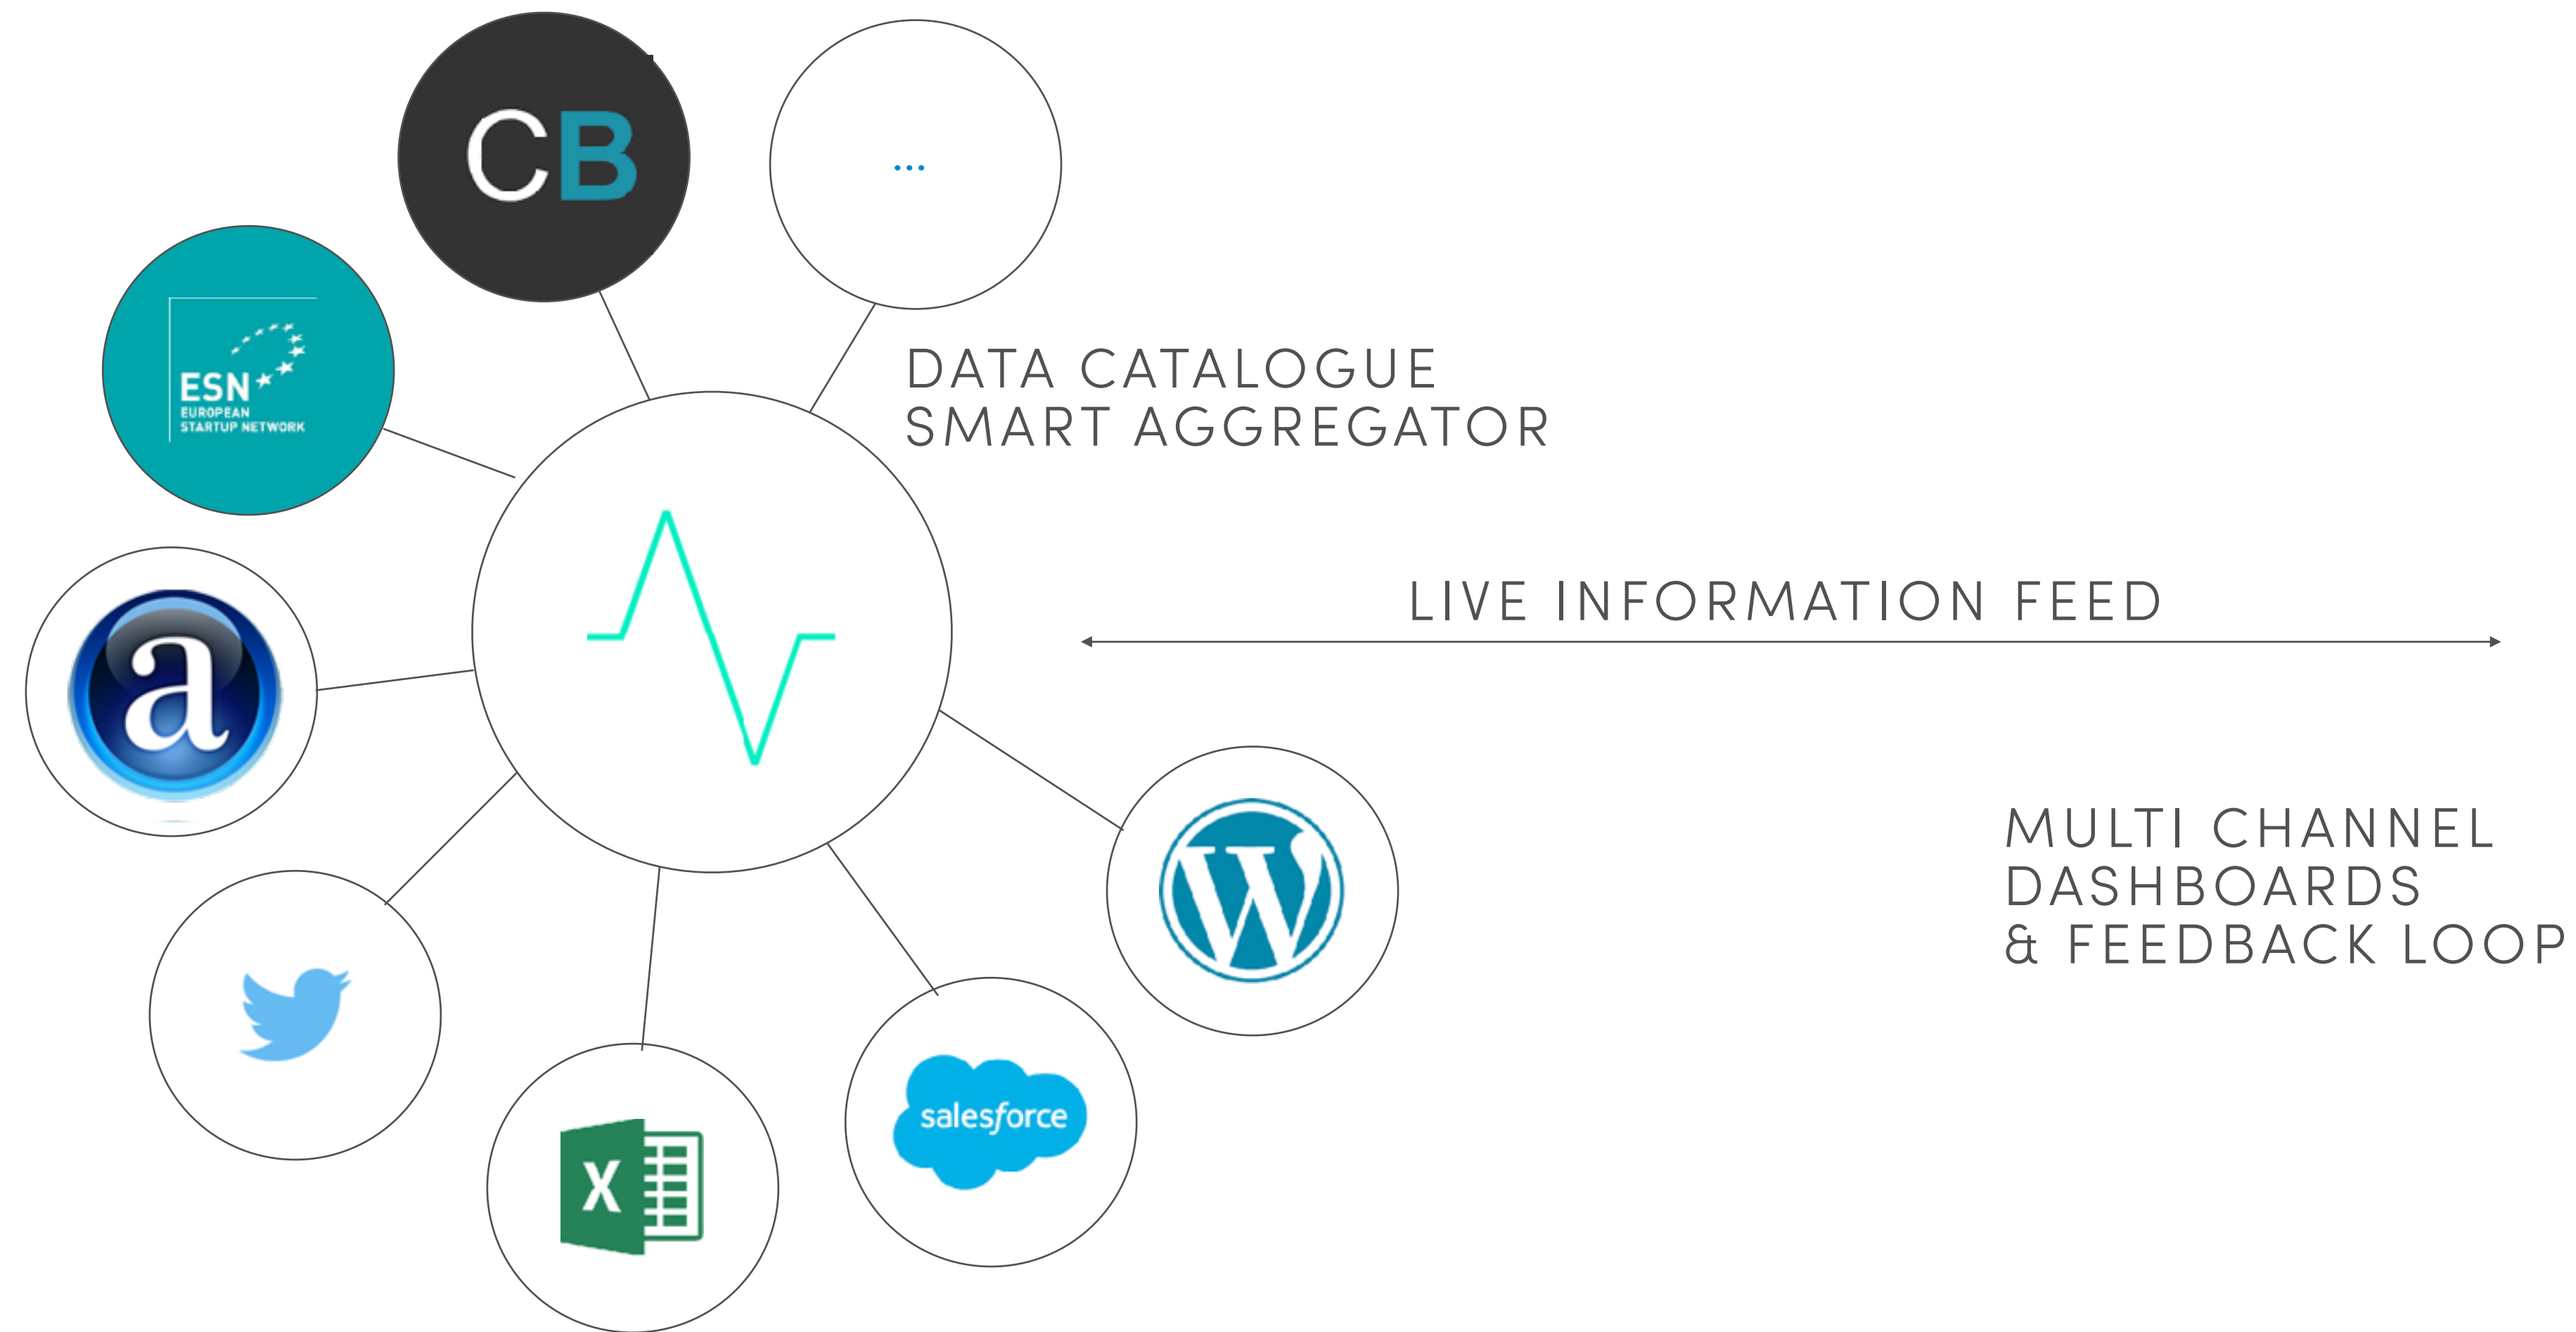 CB
...
ESN
EUROPEAN
STARTUP NETWORK
DATA CATALOGUE
SMART AGGREGATOR
LIVE INFORMATION FEED
a
W
MULTI CHANNEL
DASHBOARDS
& FEEDBACK LOOP
salesforce
X